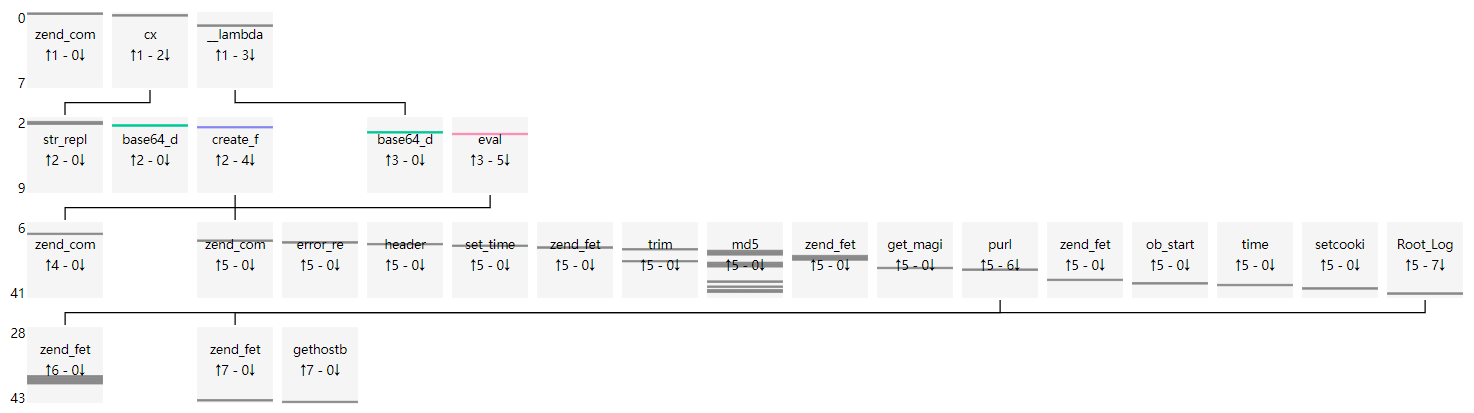 0
zend_com cx __lambda
↑1 - 0↓ ↑1 - 2↓ ↑1 - 3↓
7
2
str_repl base64_d create_f base64_d eval
↑2 - 0↓ ↑2 - 0↓ ↑2 - 4↓ ↑3 - 0↓ ↑3 - 5↓
9
6
zend_com zend_com error_re header set_time zend_fet trim md5 zend_fet get_magi purl zend_fet ob_start time setcooki Root_Log
↑4 - 0↓ ↑5 - 0↓ ↑5 - 0↓ ↑5 - 0↓ ↑5 - 0↓ ↑5 - 0↓ ↑5 - 0↓ ↑5 - 0↓ ↑5 - 0↓ ↑5 - 0↓ ↑5 - 6↓ ↑5 - 0↓ ↑5 - 0↓ ↑5 - 0↓ ↑5 - 0↓ ↑5 - 7↓
41
28
zend_fet zend_fet gethostb
↑6 - 0↓ ↑7 - 0↓ ↑7 - 0↓
43